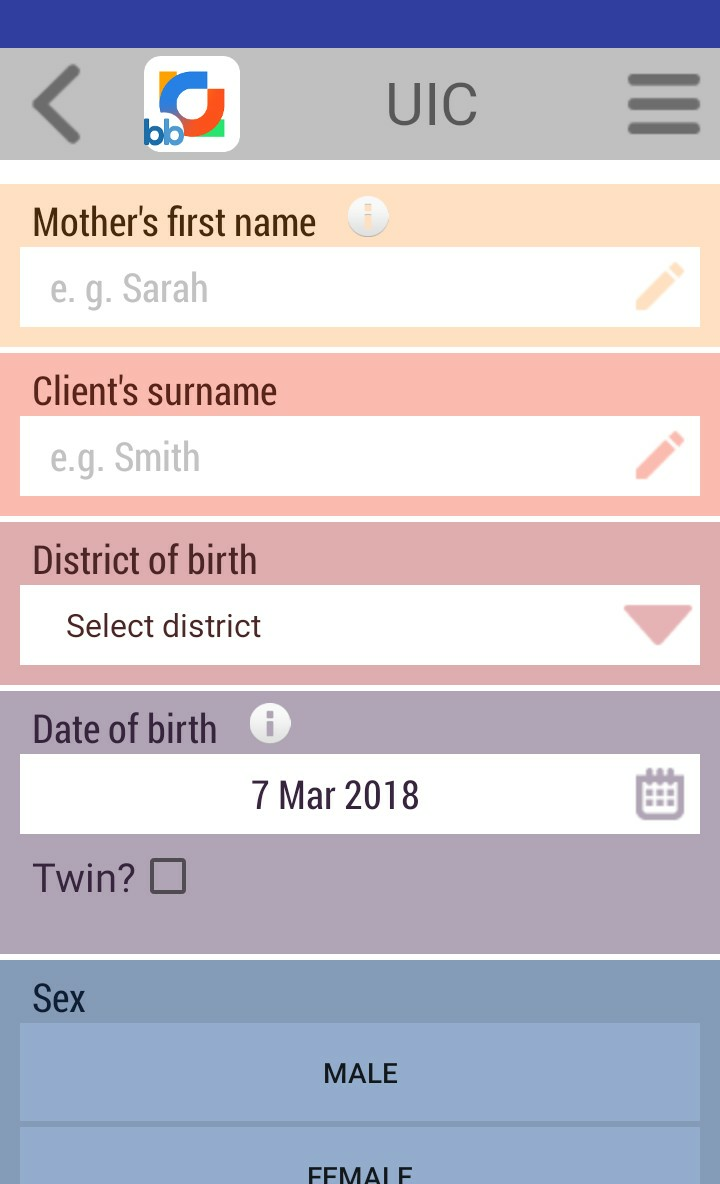 UIC
bb
Mother's first name
e. g. Sarah
Client's surname
e.g. Smith
District of birth
Select district
Date of birth
7 Mar 2018
Twin?
Sex
MALE
FEMALE